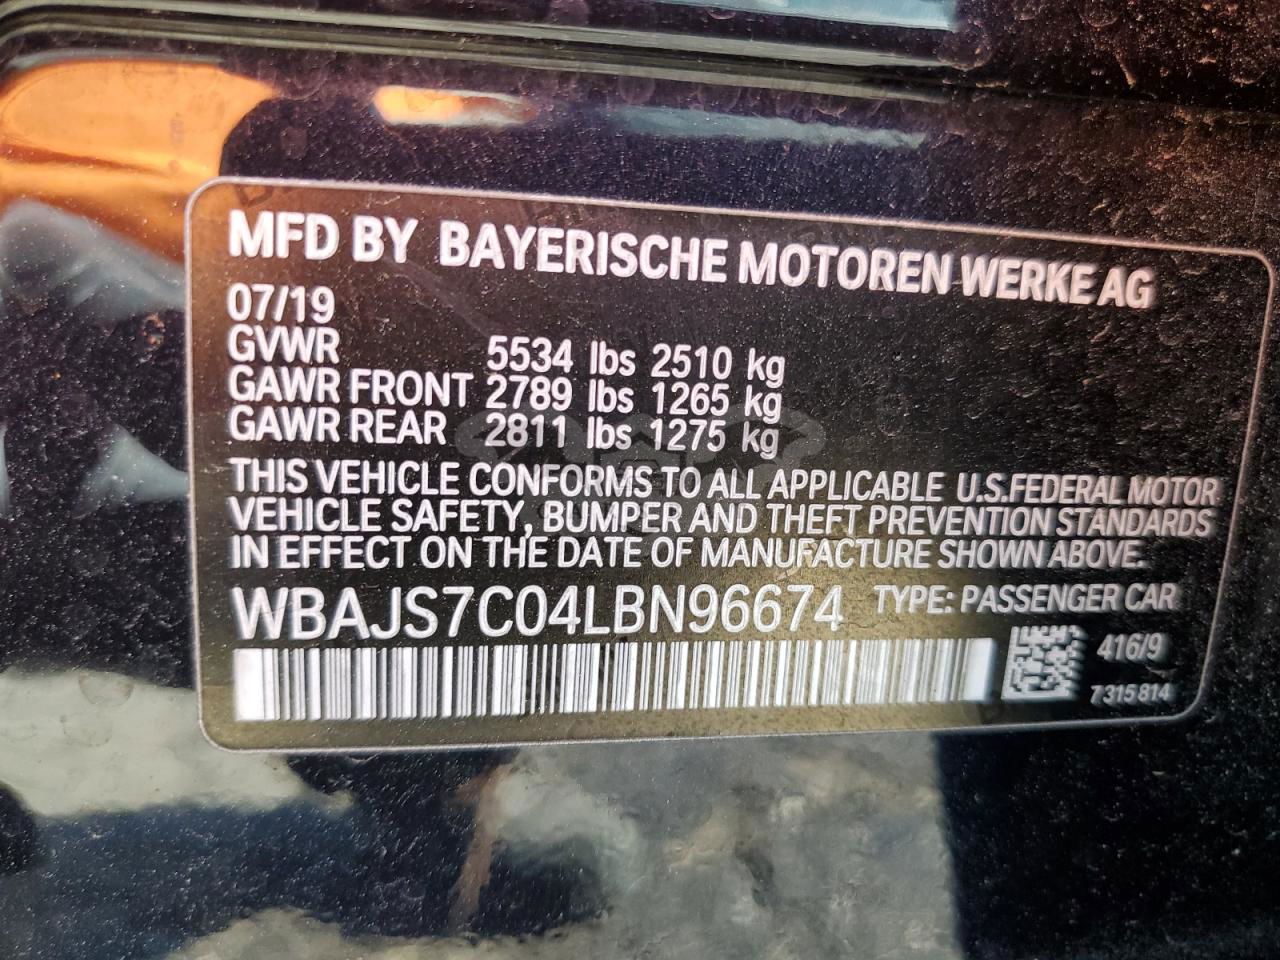 MFD BY BAYERISCHE MOTOREN WERKE AG
07/19
GVWR 5534 lbs 2510 kg
GAWR FRONT 2789 lbs 1265 kg
GAWR REAR 2811 lbs 1275 kg
THIS VEHICLE CONFORMS TO ALL APPLICABLE U.S.FEDERAL MOTOR
VEHICLE SAFETY, BUMPER AND THEFT PREVENTION STANDARDS
IN EFFECT ON THE DATE OF MANUFACTURE SHOWN ABOVE.
WBAJS7C04LBN96674 TYPE: PASSENGER CAR
416/9
7315814